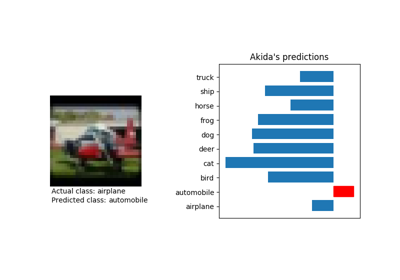 Akida's predictions
truck
ship
horse
frog
dog
deer
cat
bird
automobile
airplane
Actual class: airplane
Predicted class: automobile